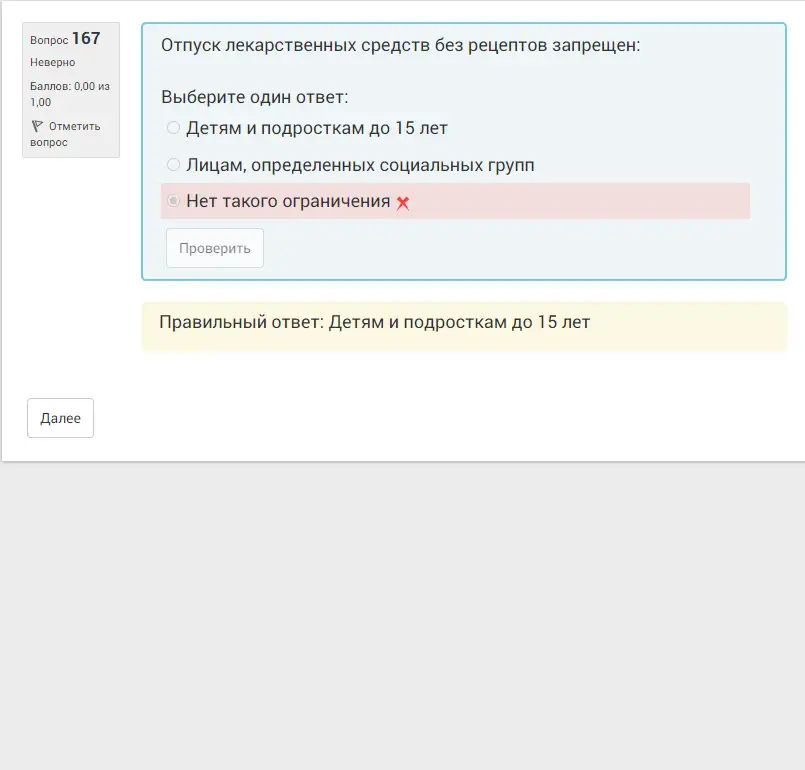 Вопрос 167
Неверно
Баллов: 0,00 из
1,00
Отметить
вопрос
Отпуск лекарственных средств без рецептов запрещен:
Выберите один ответ:
Детям и подросткам до 15 лет
Лицам, определенных социальных групп
Нет такого ограничения
Проверить
Правильный ответ: Детям и подросткам до 15 лет
Далее